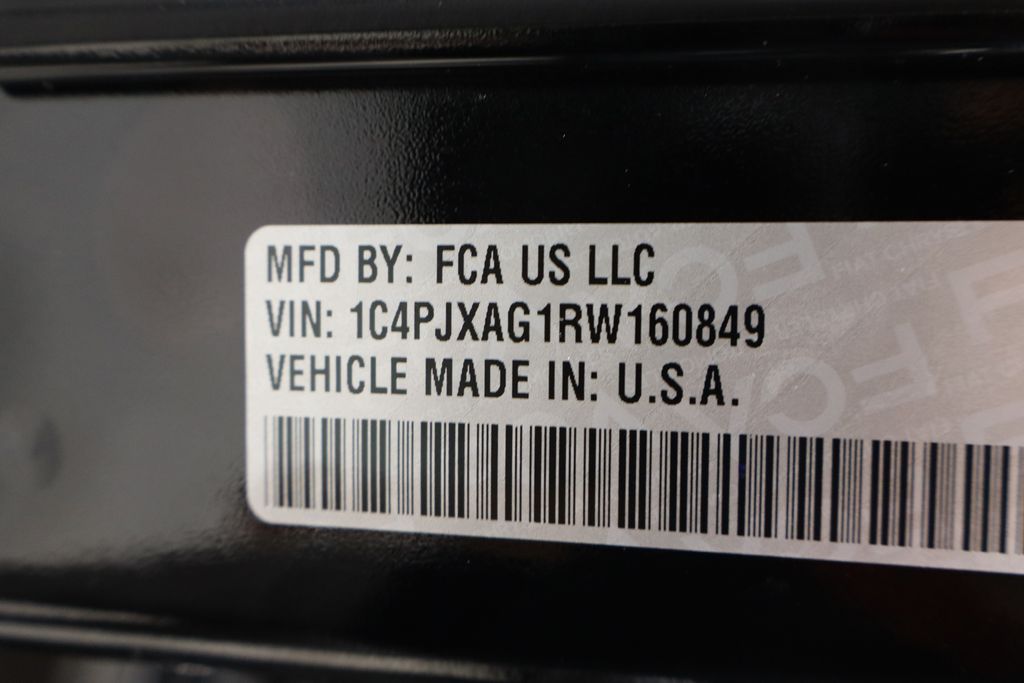 MFD BY: FCA US LLC
VIN: 1C4PJXAG1RW160849
VEHICLE MADE IN: U.S.A.